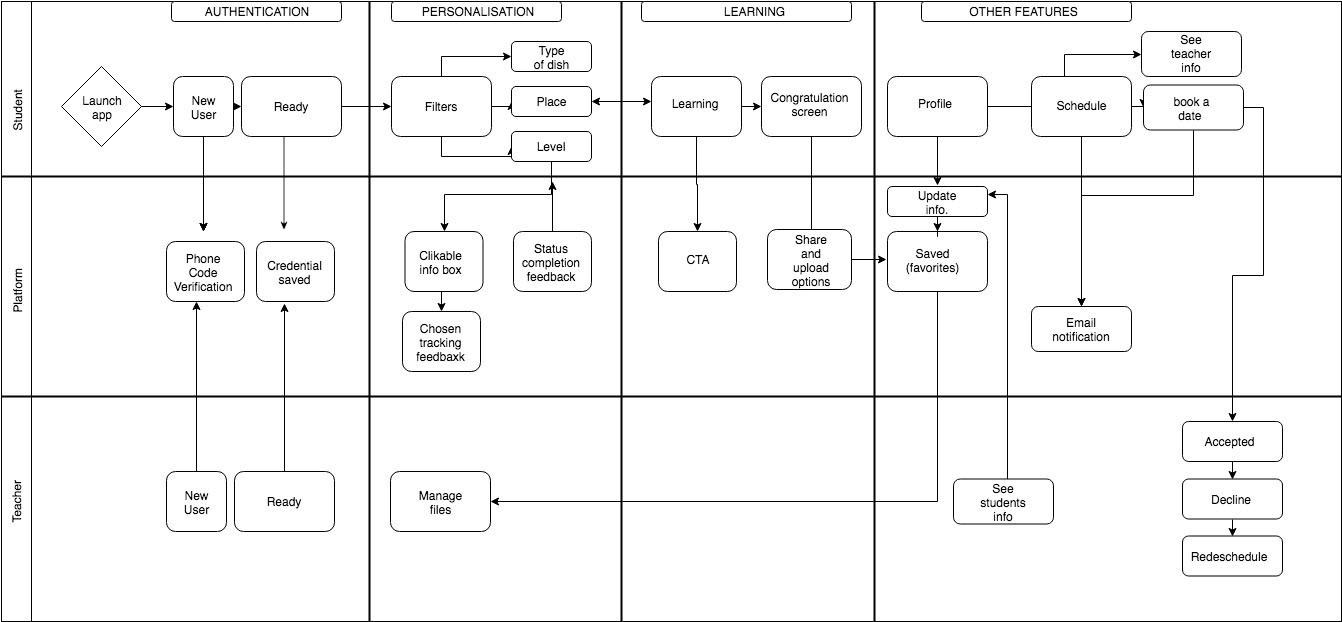 AUTHENTICATION
PERSONALISATION
LEARNING
OTHER FEATURES
Student
Launch
app
New
User
Ready
Filters
Type
of dish
Place
Level
Learning
Congratulation
screen
Profile
Schedule
See
teacher
info
book a
date
Platform
Phone
Code
Verification
Credential
saved
Clikable
info box
Status
completion
feedback
Chosen
tracking
feedbaxk
CTA
Share
and
upload
options
Update
info.
Saved
(favorites)
Email
notification
Teacher
New
User
Ready
Manage
files
See
students
info
Accepted
Decline
Redeschedule